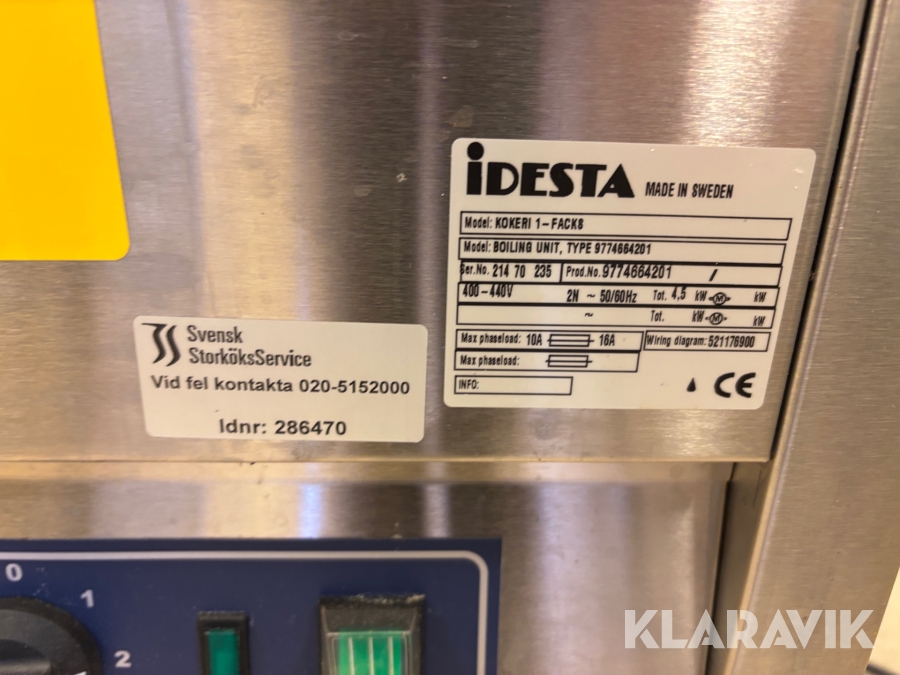 iDESTA MADE IN SWEDEN
Model: KOKERI 1-FACK8
Model: BOILING UNIT, TYPE 9774664201
Ser.No. 214 70 235 Prod.No. 9774664201 /
400-440V 2N ~ 50/60Hz Tot. 4,5 kW M kW
~ Tot. kW M kW
Max phaseload: 10A 16A Wiring diagram: 521176900
Max phaseload:
INFO: CE
Svensk
StorköksService
Vid fel kontakta 020-5152000
Idnr: 286470
0
1
2
KLARAVIK